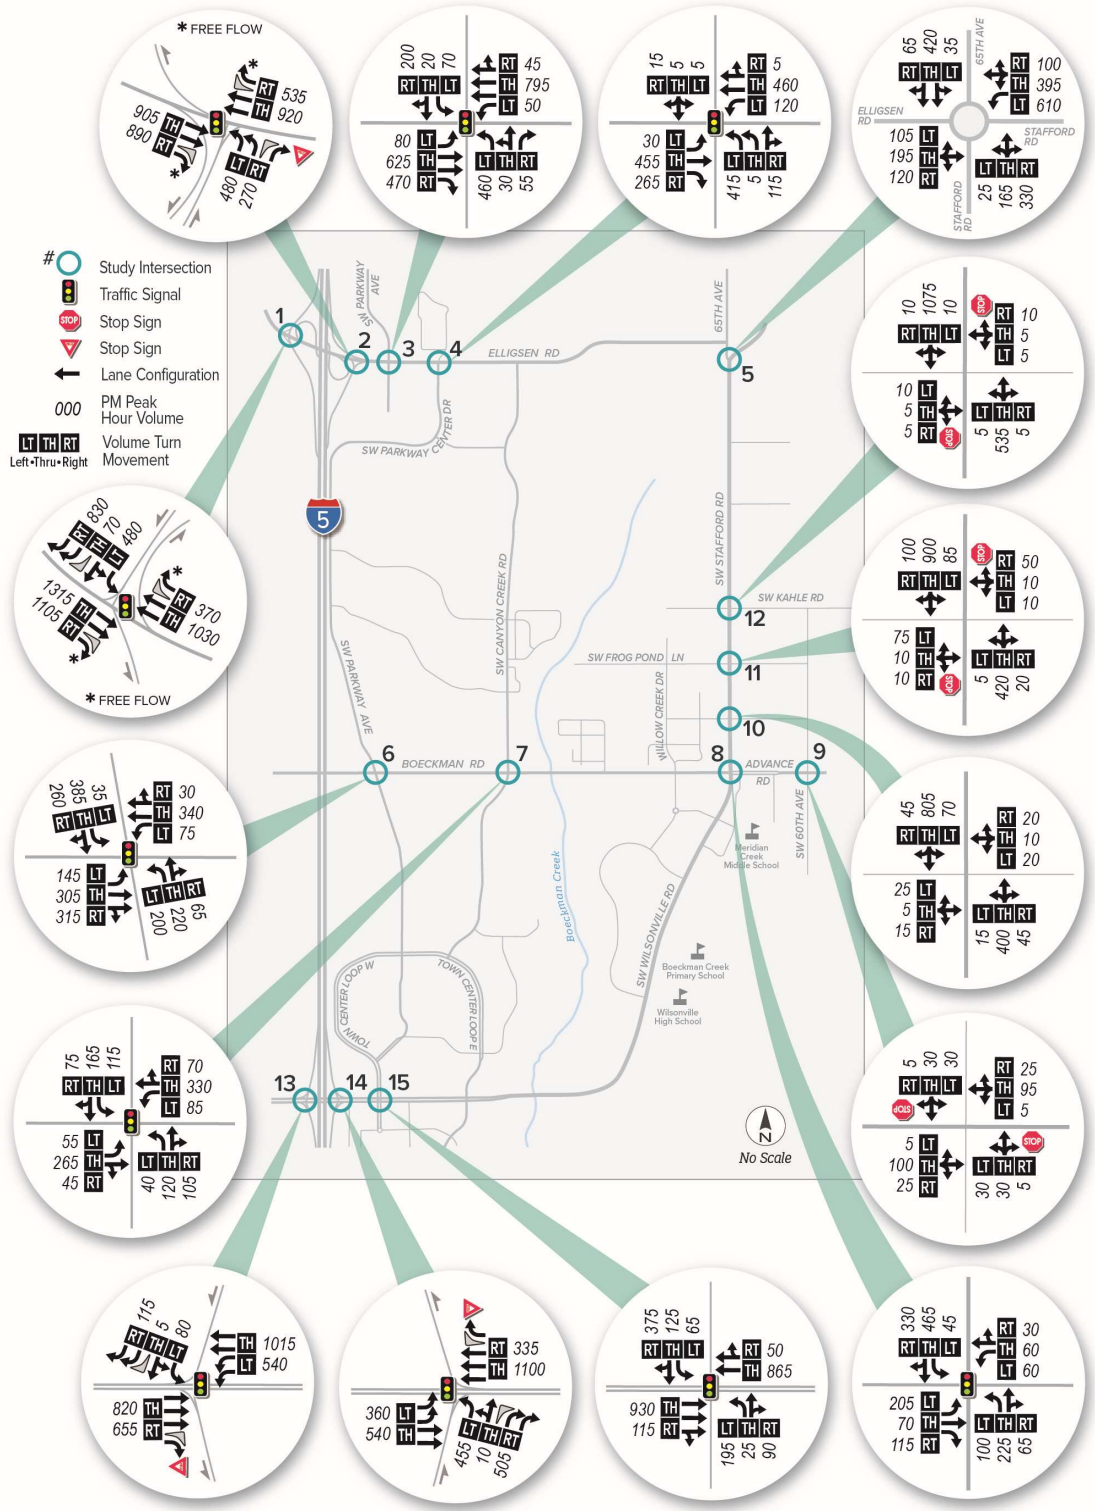 * FREE FLOW
905
890
TH
RT
RT
TH
535
920
LT
RT
480
270
200
20
70
RT TH LT
RT 45
TH 795
LT 50
80 LT
625 TH
470 RT
LT TH RT
460
30
55
15
5
5
RT TH LT
RT 5
TH 460
LT 120
30 LT
455 TH
265 RT
LT TH RT
415
5
115
65
420
35
RT TH LT
65TH AVE
RT 100
TH 395
LT 610
ELLIGSEN
RD
STAFFORD
RD
105 LT
195 TH
120 RT
LT TH RT
25
165
330
STAFFORD
RD
#
Study Intersection
Traffic Signal
STOP
Stop Sign
Stop Sign
Lane Configuration
000
PM Peak
Hour Volume
LT TH RT
Left•Thru•Right
Volume Turn
Movement
1
2
3
4
5
SW PARKWAY
AVE
ELLIGSEN RD
65TH AVE
SW PARKWAY
CENTER DR
5
SW CANYON CREEK RD
SW STAFFORD RD
SW PARKWAY AVE
SW KAHLE RD
12
SW FROG POND LN
11
WILLOW CREEK DR
10
6
7
8
9
BOECKMAN RD
ADVANCE
RD
SW 60TH AVE
Meridian
Creek
Middle School
Boeckman Creek
SW WILSONVILLE RD
Boeckman Creek
Primary School
Wilsonville
High School
TOWN CENTER LOOP W
TOWN CENTER LOOP E
13
14
15
N
No Scale
10
1075
10
RT TH LT
STOP
RT 10
TH 5
LT 5
10 LT
5 TH
5 RT
STOP
LT TH RT
5
535
5
100
900
85
RT TH LT
STOP
RT 50
TH 10
LT 10
75 LT
10 TH
10 RT
STOP
LT TH RT
5
420
20
45
805
70
RT TH LT
RT 20
TH 10
LT 20
25 LT
5 TH
15 RT
LT TH RT
15
400
45
5
30
30
RT TH LT
STOP
RT 25
TH 95
LT 5
5 LT
100 TH
25 RT
STOP
LT TH RT
30
30
5
330
465
45
RT TH LT
RT 30
TH 60
LT 60
205 LT
70 TH
115 RT
LT TH RT
100
225
65
830
70
480
RT TH LT
*
RT 370
TH 1030
1315 TH
1105 RT
*
* FREE FLOW
260
385
35
RT TH LT
RT 30
TH 340
LT 75
145 LT
305 TH
315 RT
LT TH RT
200
220
65
75
165
115
RT TH LT
RT 70
TH 330
LT 85
55 LT
265 TH
45 RT
LT TH RT
40
120
105
115
5
80
RT TH LT
TH 1015
LT 540
820 TH
655 RT
RT 335
TH 1100
360 LT
540 TH
LT TH RT
455
10
505
375
125
65
RT TH LT
RT 50
TH 865
930 TH
115 RT
LT TH RT
195
25
90